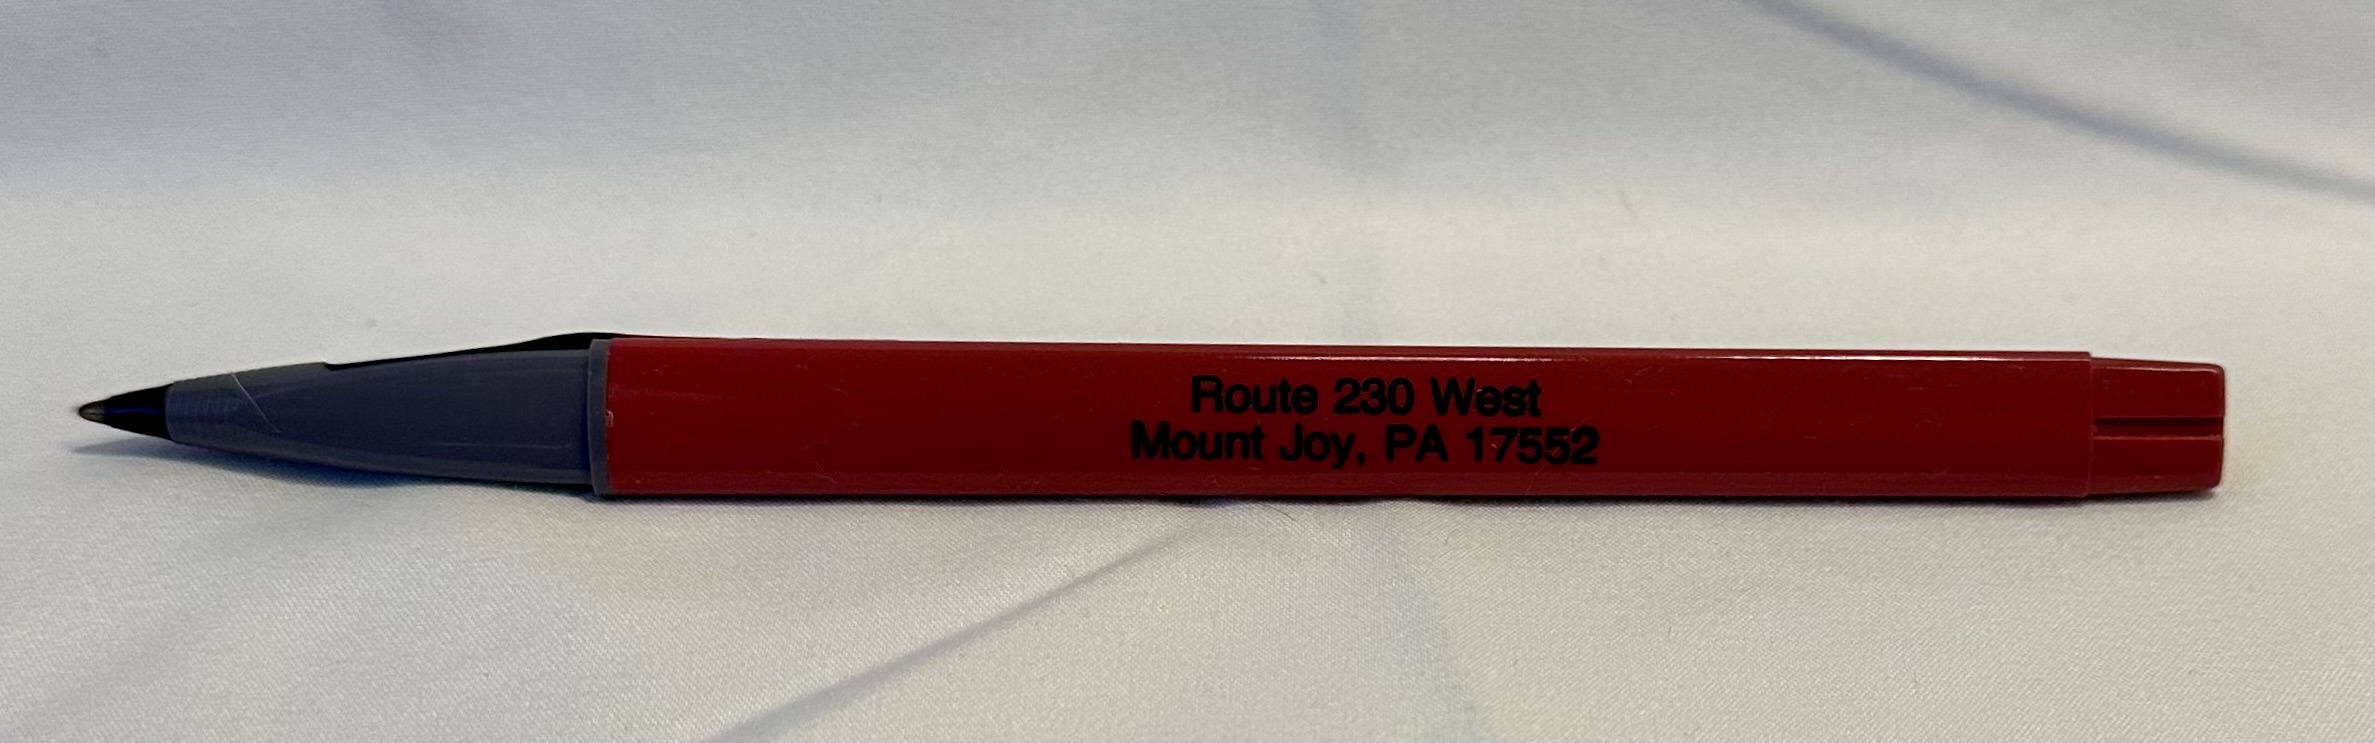 Route 230 West
Mount Joy, PA 17552